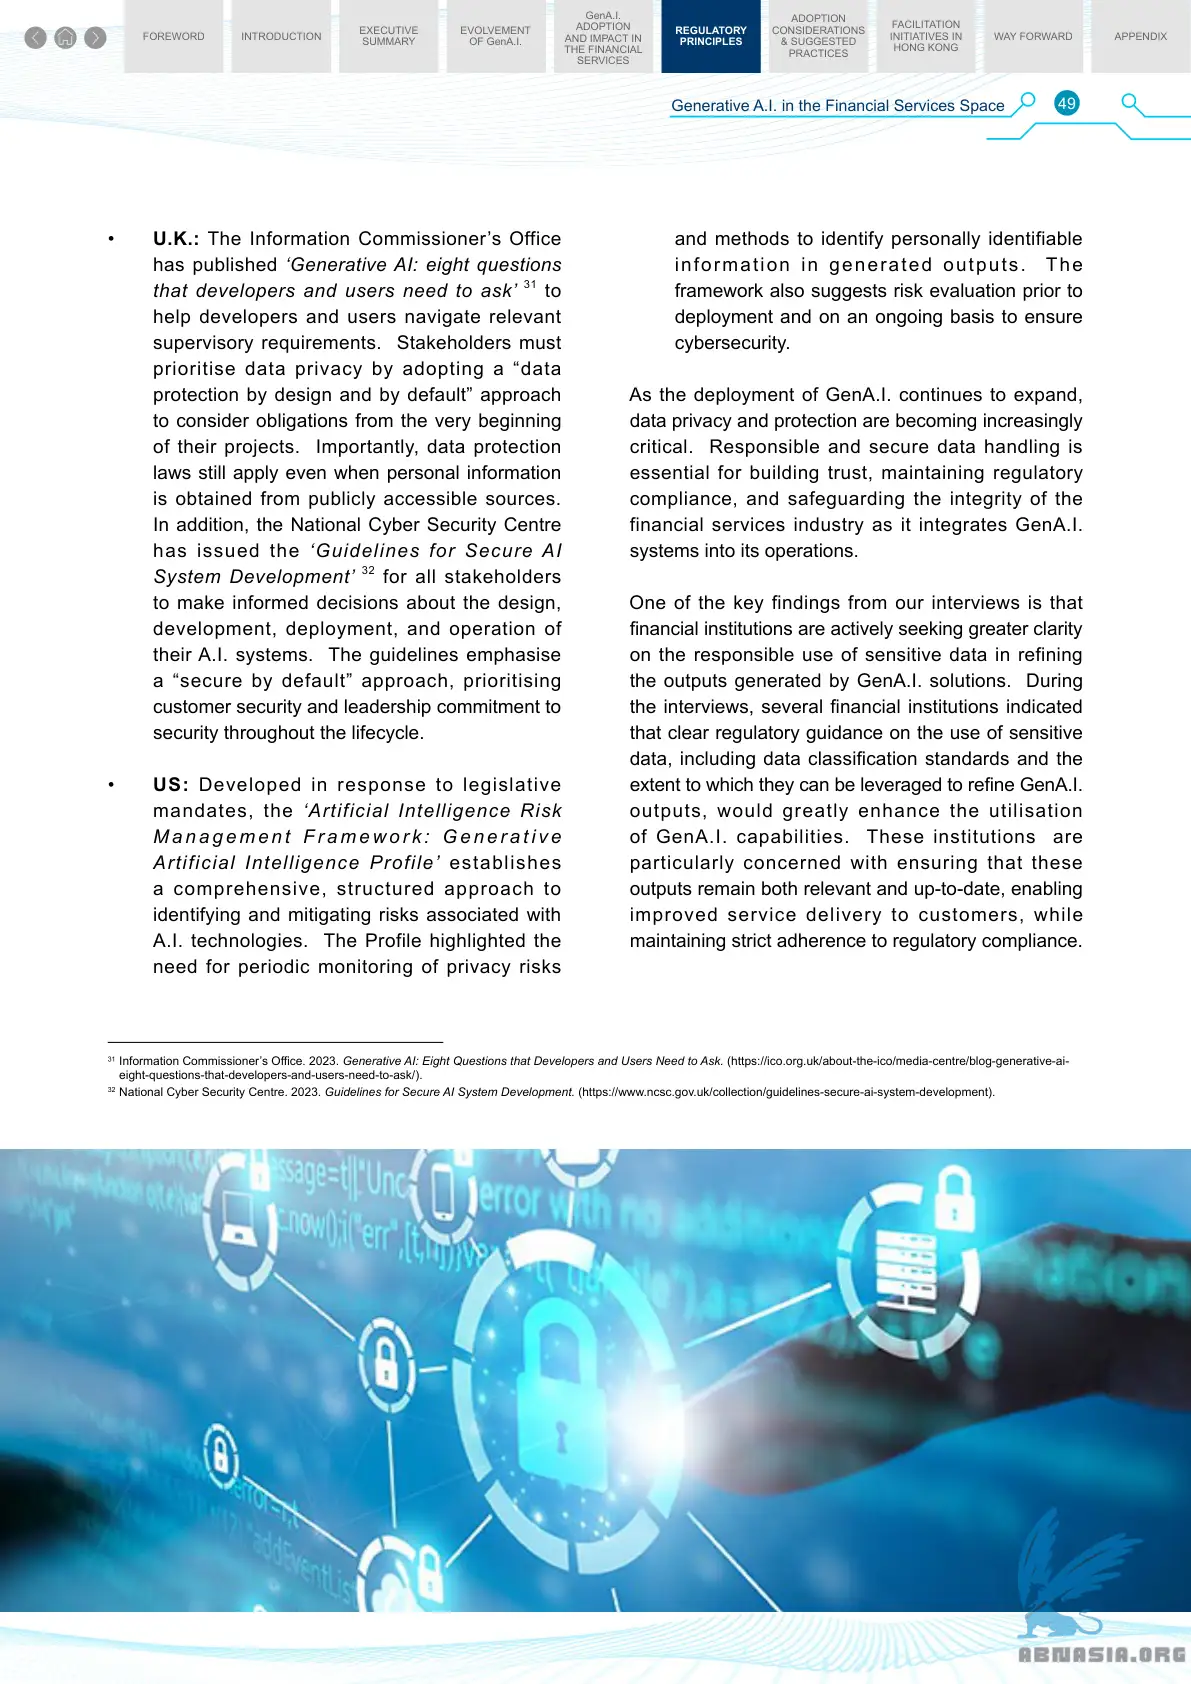 FOREWORD
INTRODUCTION
EXECUTIVE
SUMMARY
EVOLVEMENT
OF GenA.I.
GenA.I.
ADOPTION
AND IMPACT IN
THE FINANCIAL
SERVICES
REGULATORY
PRINCIPLES
ADOPTION
CONSIDERATIONS
& SUGGESTED
PRACTICES
FACILITATION
INITIATIVES IN
HONG KONG
WAY FORWARD
APPENDIX
Generative A.I. in the Financial Services Space
49
• U.K.: The Information Commissioner’s Office
has published ‘Generative AI: eight questions
that developers and users need to ask’ 31 to
help developers and users navigate relevant
supervisory requirements. Stakeholders must
prioritise data privacy by adopting a “data
protection by design and by default” approach
to consider obligations from the very beginning
of their projects. Importantly, data protection
laws still apply even when personal information
is obtained from publicly accessible sources.
In addition, the National Cyber Security Centre
has issued the ‘Guidelines for Secure AI
System Development’ 32 for all stakeholders
to make informed decisions about the design,
development, deployment, and operation of
their A.I. systems. The guidelines emphasise
a “secure by default” approach, prioritising
customer security and leadership commitment to
security throughout the lifecycle.
• US: Developed in response to legislative
mandates, the ‘Artificial Intelligence Risk
Management Framework: Generative
Artificial Intelligence Profile’ establishes
a comprehensive, structured approach to
identifying and mitigating risks associated with
A.I. technologies. The Profile highlighted the
need for periodic monitoring of privacy risks
and methods to identify personally identifiable
information in generated outputs. The
framework also suggests risk evaluation prior to
deployment and on an ongoing basis to ensure
cybersecurity.
As the deployment of GenA.I. continues to expand,
data privacy and protection are becoming increasingly
critical. Responsible and secure data handling is
essential for building trust, maintaining regulatory
compliance, and safeguarding the integrity of the
financial services industry as it integrates GenA.I.
systems into its operations.
One of the key findings from our interviews is that
financial institutions are actively seeking greater clarity
on the responsible use of sensitive data in refining
the outputs generated by GenA.I. solutions. During
the interviews, several financial institutions indicated
that clear regulatory guidance on the use of sensitive
data, including data classification standards and the
extent to which they can be leveraged to refine GenA.I.
outputs, would greatly enhance the utilisation
of GenA.I. capabilities. These institutions are
particularly concerned with ensuring that these
outputs remain both relevant and up-to-date, enabling
improved service delivery to customers, while
maintaining strict adherence to regulatory compliance.
31 Information Commissioner’s Office. 2023. Generative AI: Eight Questions that Developers and Users Need to Ask. (https://ico.org.uk/about-the-ico/media-centre/blog-generative-ai-
eight-questions-that-developers-and-users-need-to-ask/).
32 National Cyber Security Centre. 2023. Guidelines for Secure AI System Development. (https://www.ncsc.gov.uk/collection/guidelines-secure-ai-system-development).
error with no
ABNASIA.ORG